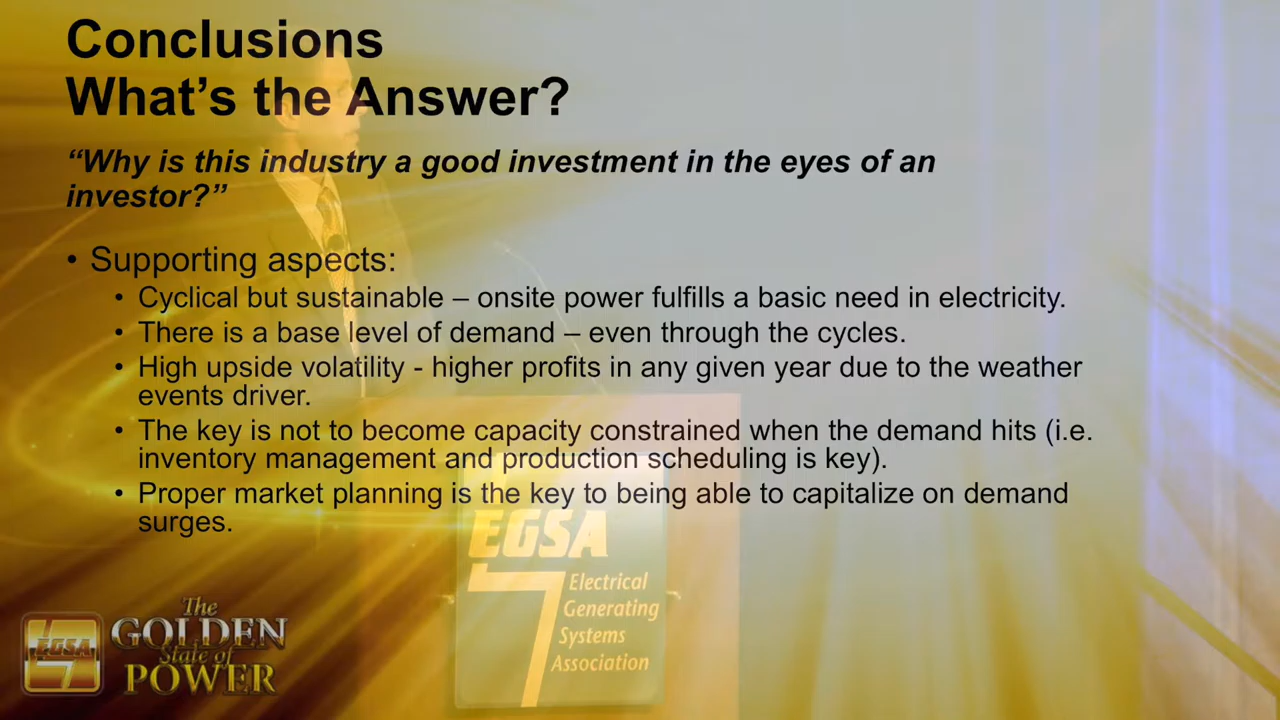 Conclusions
What’s the Answer?
“Why is this industry a good investment in the eyes of an
investor?”
• Supporting aspects:
• Cyclical but sustainable – onsite power fulfills a basic need in electricity.
• There is a base level of demand – even through the cycles.
• High upside volatility - higher profits in any given year due to the weather
events driver.
• The key is not to become capacity constrained when the demand hits (i.e.
inventory management and production scheduling is key).
• Proper market planning is the key to being able to capitalize on demand
surges.
EGSA
Electrical
Generating
Systems
Association
EGSA
The
GOLDEN
State of
POWER